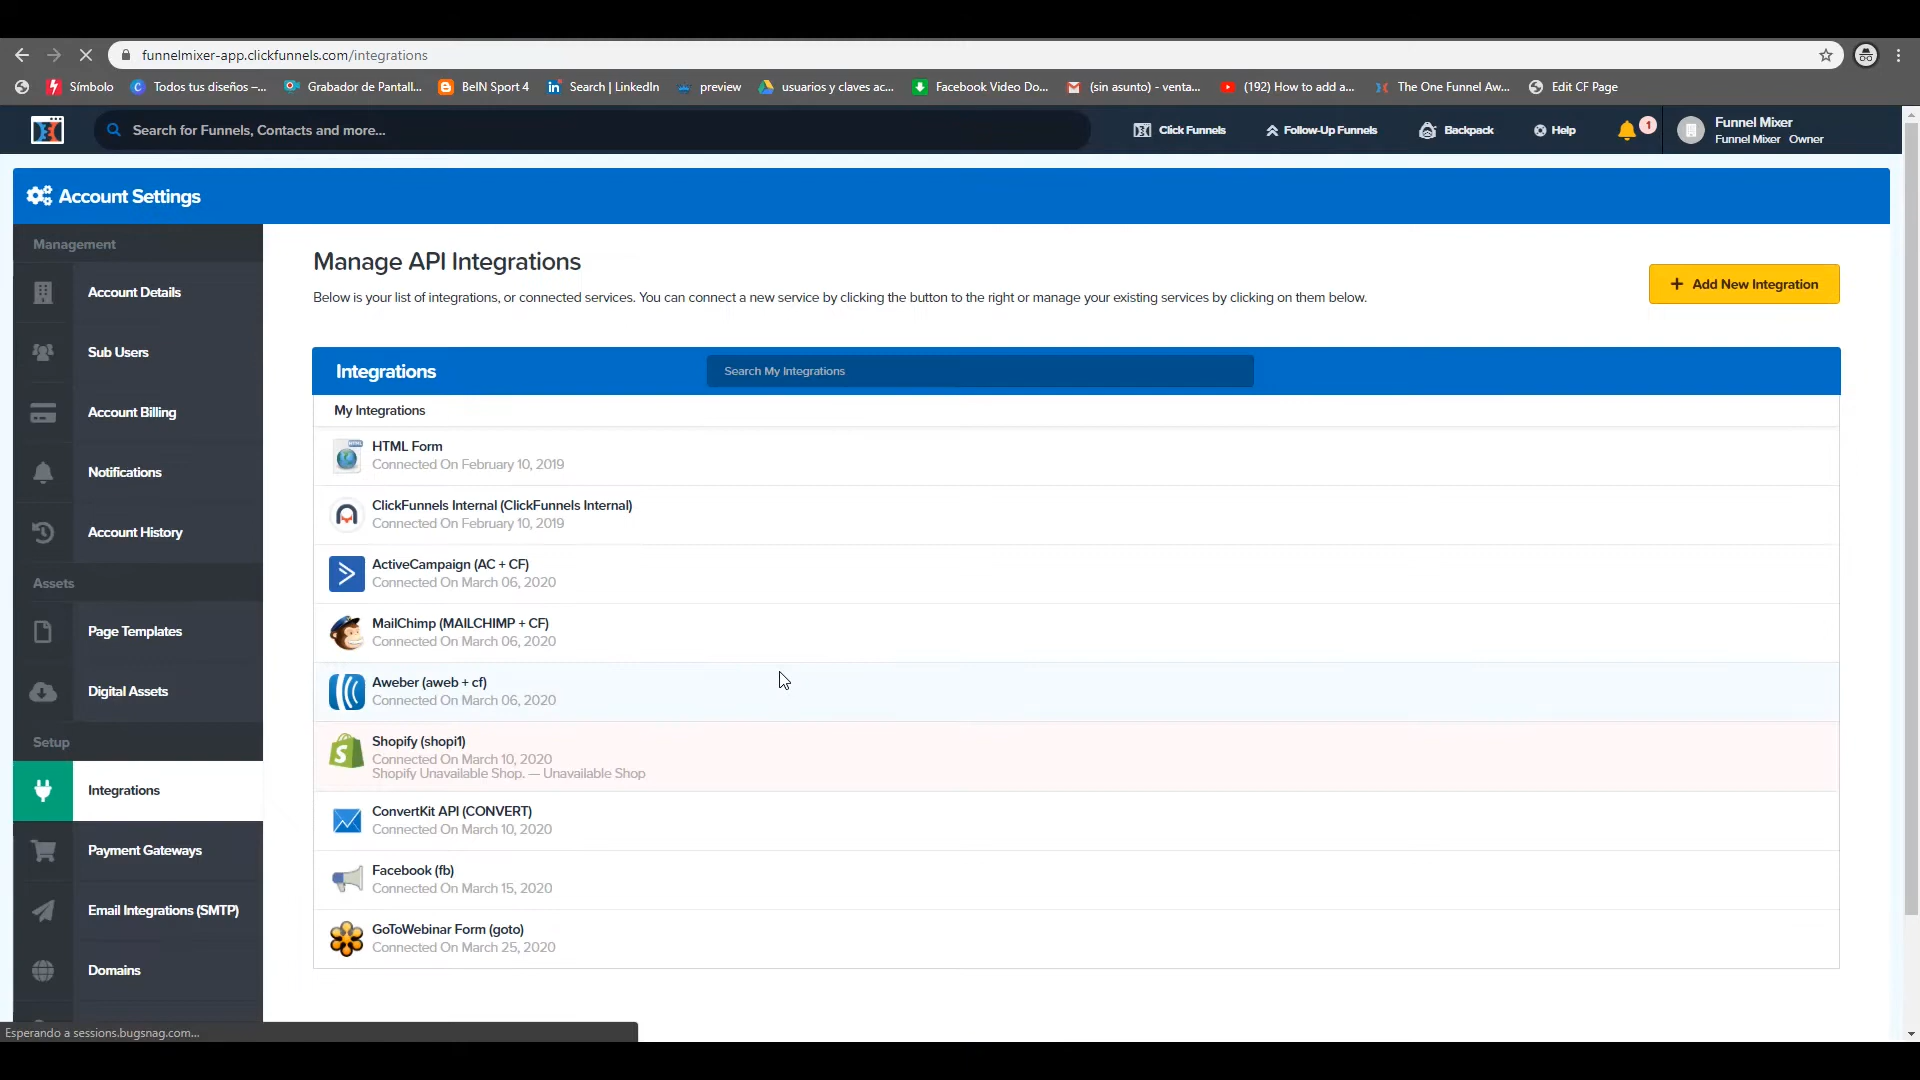 funnelmixer-app.clickfunnels.com/integrations
Símbolo Todos tus diseños –... Grabador de Pantall... BeIN Sport 4 Search | LinkedIn preview usuarios y claves ac... Facebook Video Do... (sin asunto) - venta... (192) How to add a... The One Funnel Aw... Edit CF Page
Search for Funnels, Contacts and more... Click Funnels Follow-Up Funnels Backpack Help 1
Funnel Mixer
Funnel Mixer Owner
Account Settings
Management
Account Details
Sub Users
Account Billing
Notifications
Account History
Assets
Page Templates
Digital Assets
Setup
Integrations
Payment Gateways
Email Integrations (SMTP)
Domains
Manage API Integrations
Below is your list of integrations, or connected services. You can connect a new service by clicking the button to the right or manage your existing services by clicking on them below.
+ Add New Integration
Integrations Search My Integrations
My Integrations
HTML Form
Connected On February 10, 2019
ClickFunnels Internal (ClickFunnels Internal)
Connected On February 10, 2019
ActiveCampaign (AC + CF)
Connected On March 06, 2020
MailChimp (MAILCHIMP + CF)
Connected On March 06, 2020
Aweber (aweb + cf)
Connected On March 06, 2020
Shopify (shopi1)
Connected On March 10, 2020
Shopify Unavailable Shop. — Unavailable Shop
ConvertKit API (CONVERT)
Connected On March 10, 2020
Facebook (fb)
Connected On March 15, 2020
GoToWebinar Form (goto)
Connected On March 25, 2020
Esperando a sessions.bugsnag.com...